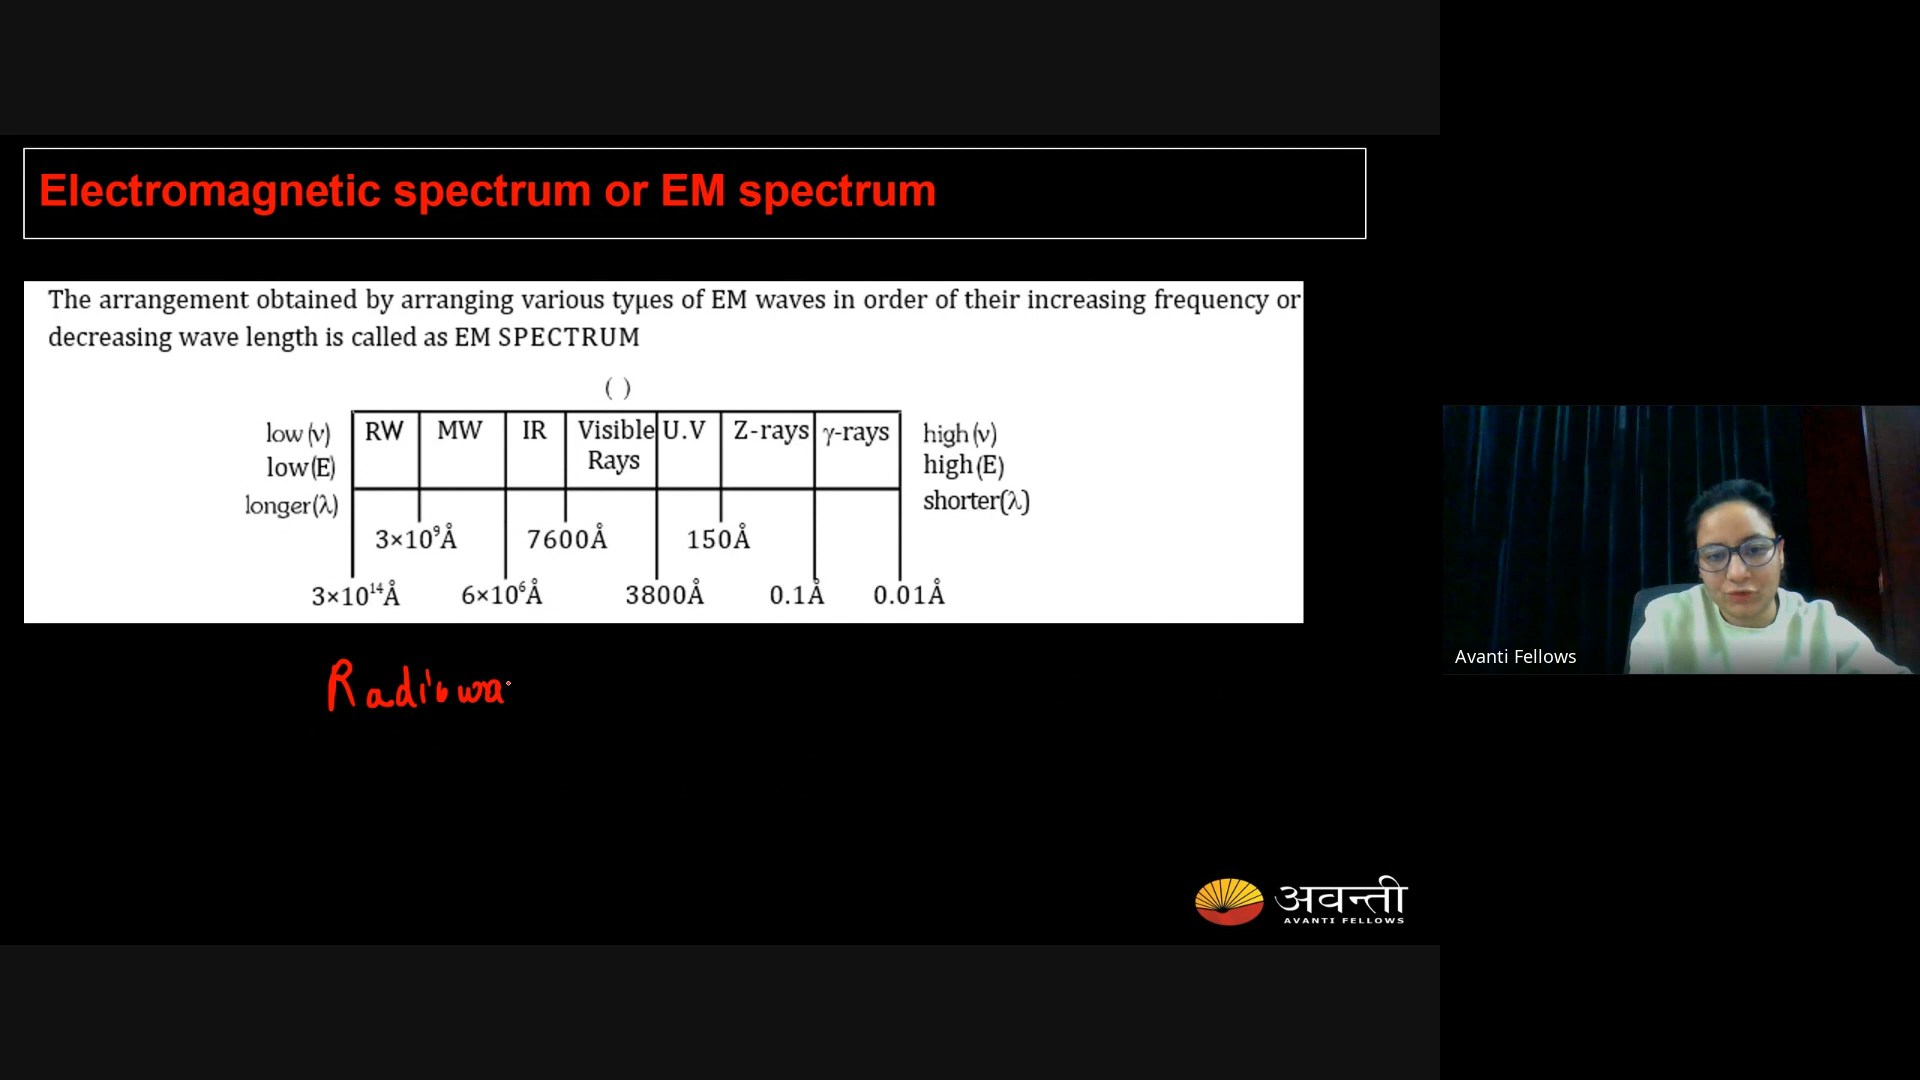 Electromagnetic spectrum or EM spectrum
The arrangement obtained by arranging various tyμes of EM waves in order of their increasing frequency or
decreasing wave length is called as EM SPECTRUM
( )
low (ν) RW MW IR Visible U.V Z-rays γ-rays high (ν)
low (E) Rays high (E)
longer(λ) shorter(λ)
3×10⁹Å 7600Å 150Å
3×10¹⁴Å 6×10⁶Å 3800Å 0.1Å 0.01Å
Radiowa
Avanti Fellows
अवन्ती
AVANTI FELLOWS